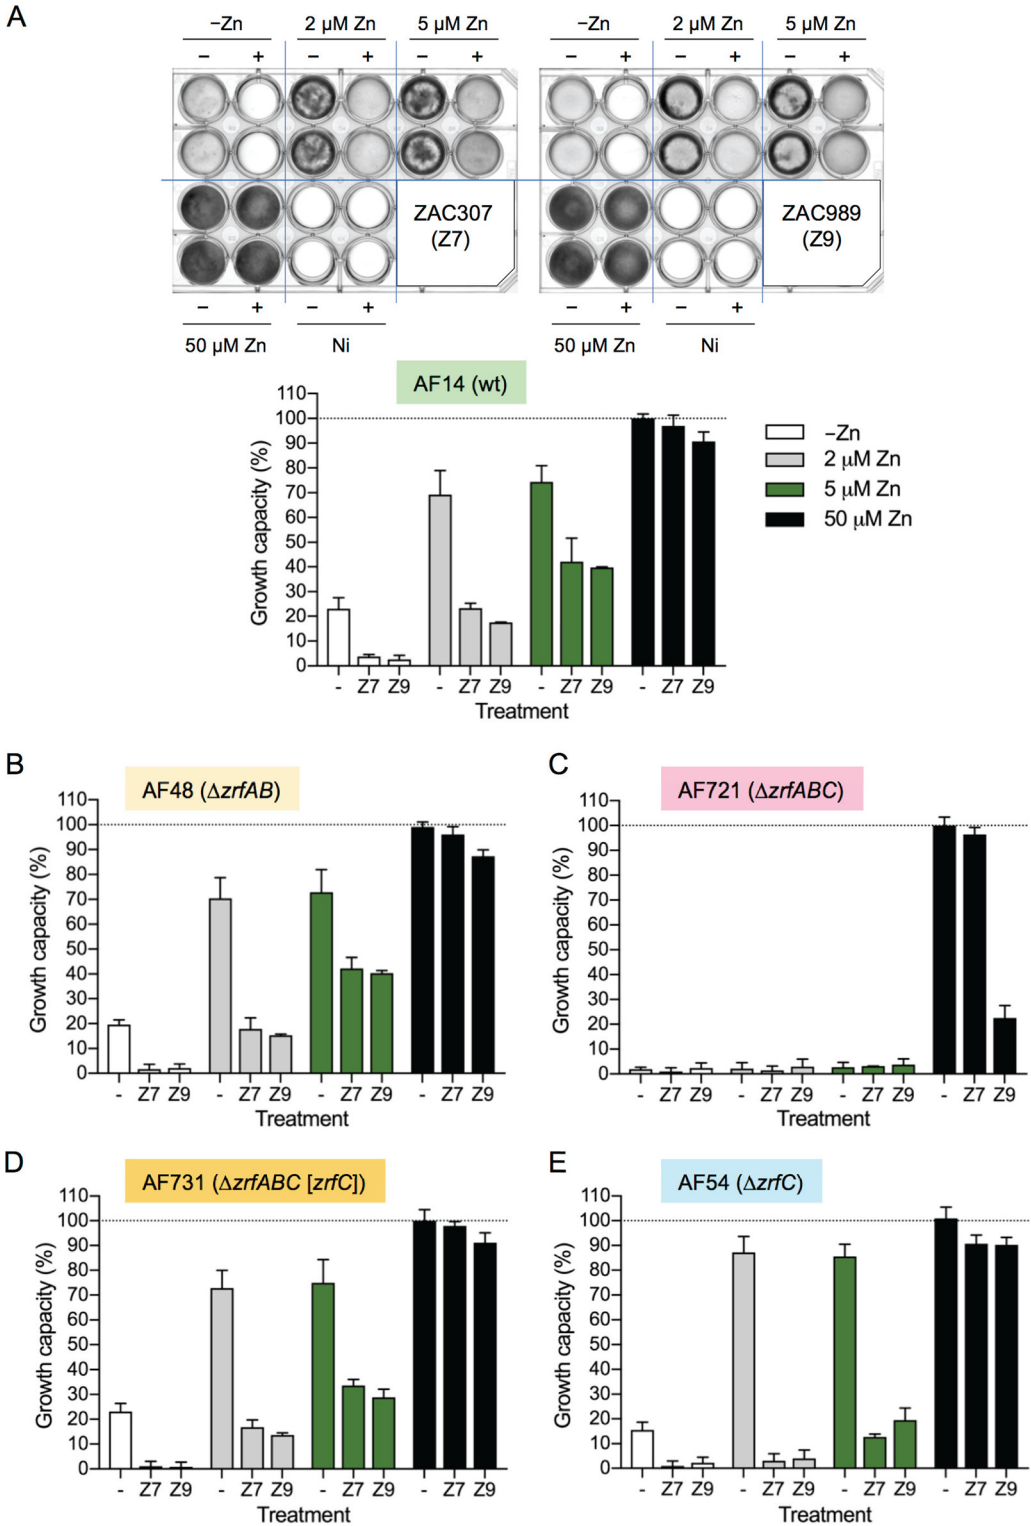 A
−Zn 2 µM Zn 5 µM Zn −Zn 2 µM Zn 5 µM Zn
− + − + − + − + − + − +
ZAC307
(Z7)
ZAC989
(Z9)
− + − + − + − +
50 µM Zn Ni 50 µM Zn Ni
AF14 (wt)
Growth capacity (%)
110
100
90
80
70
60
50
40
30
20
10
0
- Z7 Z9 - Z7 Z9 - Z7 Z9 - Z7 Z9
Treatment
−Zn
2 µM Zn
5 µM Zn
50 µM Zn
B
AF48 (ΔzrfAB)
Growth capacity (%)
110
100
90
80
70
60
50
40
30
20
10
0
- Z7 Z9 - Z7 Z9 - Z7 Z9 - Z7 Z9
Treatment
C
AF721 (ΔzrfABC)
Growth capacity (%)
110
100
90
80
70
60
50
40
30
20
10
0
- Z7 Z9 - Z7 Z9 - Z7 Z9 - Z7 Z9
Treatment
D
AF731 (ΔzrfABC [zrfC])
Growth capacity (%)
110
100
90
80
70
60
50
40
30
20
10
0
- Z7 Z9 - Z7 Z9 - Z7 Z9 - Z7 Z9
Treatment
E
AF54 (ΔzrfC)
Growth capacity (%)
110
100
90
80
70
60
50
40
30
20
10
0
- Z7 Z9 - Z7 Z9 - Z7 Z9 - Z7 Z9
Treatment